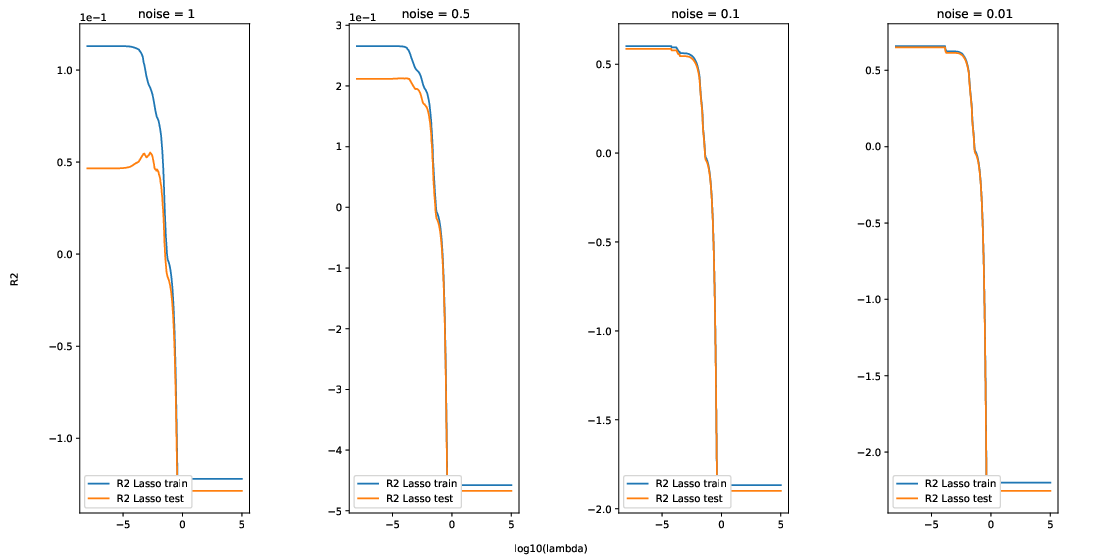 noise = 1
noise = 0.5
noise = 0.1
noise = 0.01
1e−1
1.0
0.5
0.0
−0.5
−1.0
R2 Lasso train
R2 Lasso test
−5
0
5
1e−1
3
2
1
0
−1
−2
−3
−4
−5
R2 Lasso train
R2 Lasso test
−5
0
5
0.5
0.0
−0.5
−1.0
−1.5
−2.0
R2 Lasso train
R2 Lasso test
−5
0
5
0.5
0.0
−0.5
−1.0
−1.5
−2.0
R2 Lasso train
R2 Lasso test
−5
0
5
R2
log10(lambda)